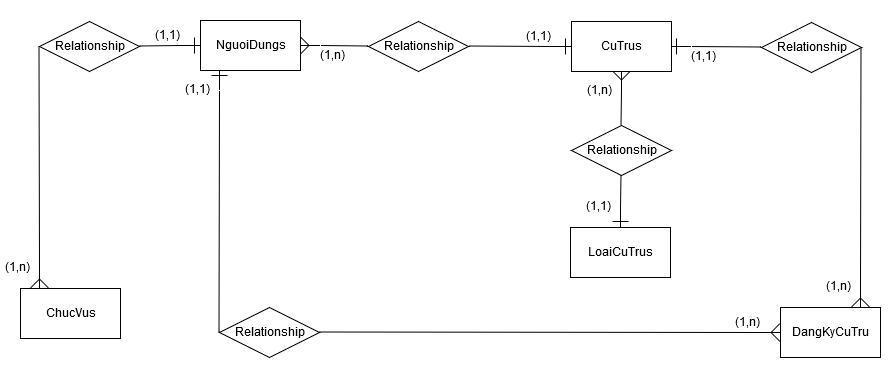 Relationship
(1,1)
NguoiDungs
(1,n)
Relationship
(1,1)
CuTrus
(1,1)
Relationship
(1,1)
(1,n)
Relationship
(1,1)
LoaiCuTrus
(1,n)
ChucVus
Relationship
(1,n)
(1,n)
DangKyCuTru